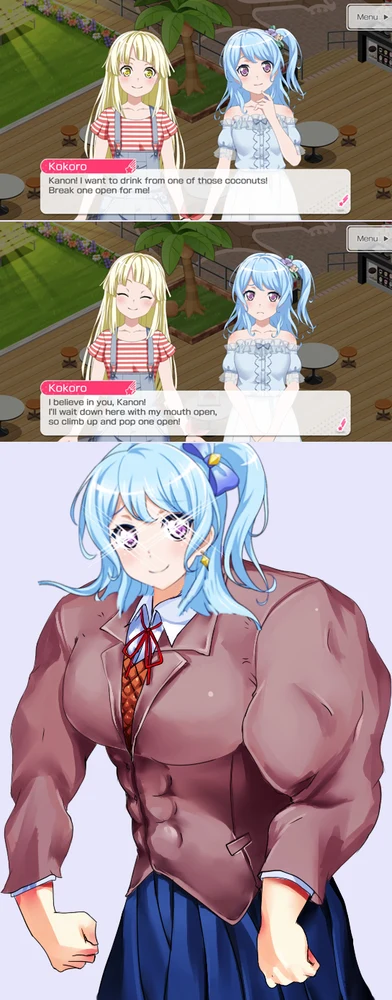 Menu
Kokoro
Kanon! I want to drink from one of those coconuts!
Break one open for me!
Menu
Kokoro
I believe in you, Kanon!
I'll wait down here with my mouth open,
so climb up and pop one open!